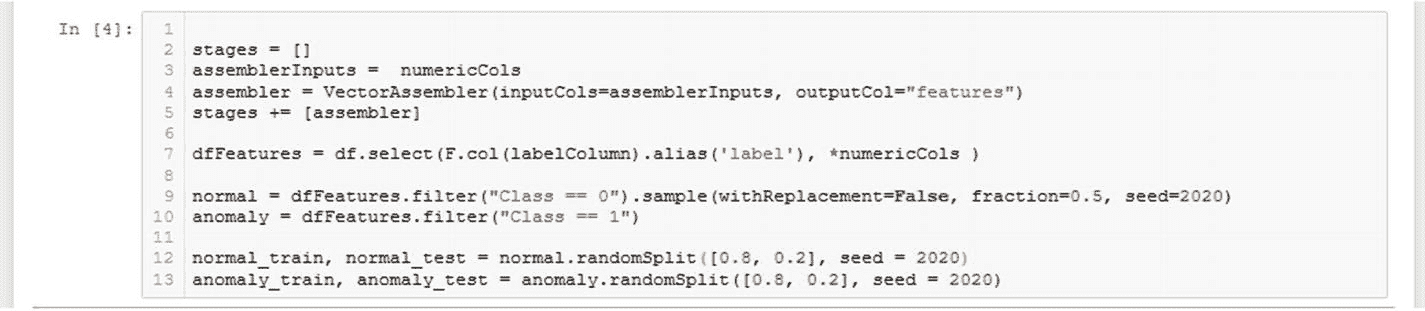 In [4]:
1
2 stages = []
3 assemblerInputs =  numericCols
4 assembler = VectorAssembler(inputCols=assemblerInputs, outputCol="features")
5 stages += [assembler]
6
7 dfFeatures = df.select(F.col(labelColumn).alias('label'), *numericCols )
8
9 normal = dfFeatures.filter("Class == 0").sample(withReplacement=False, fraction=0.5, seed=2020)
10 anomaly = dfFeatures.filter("Class == 1")
11
12 normal_train, normal_test = normal.randomSplit([0.8, 0.2], seed = 2020)
13 anomaly_train, anomaly_test = anomaly.randomSplit([0.8, 0.2], seed = 2020)